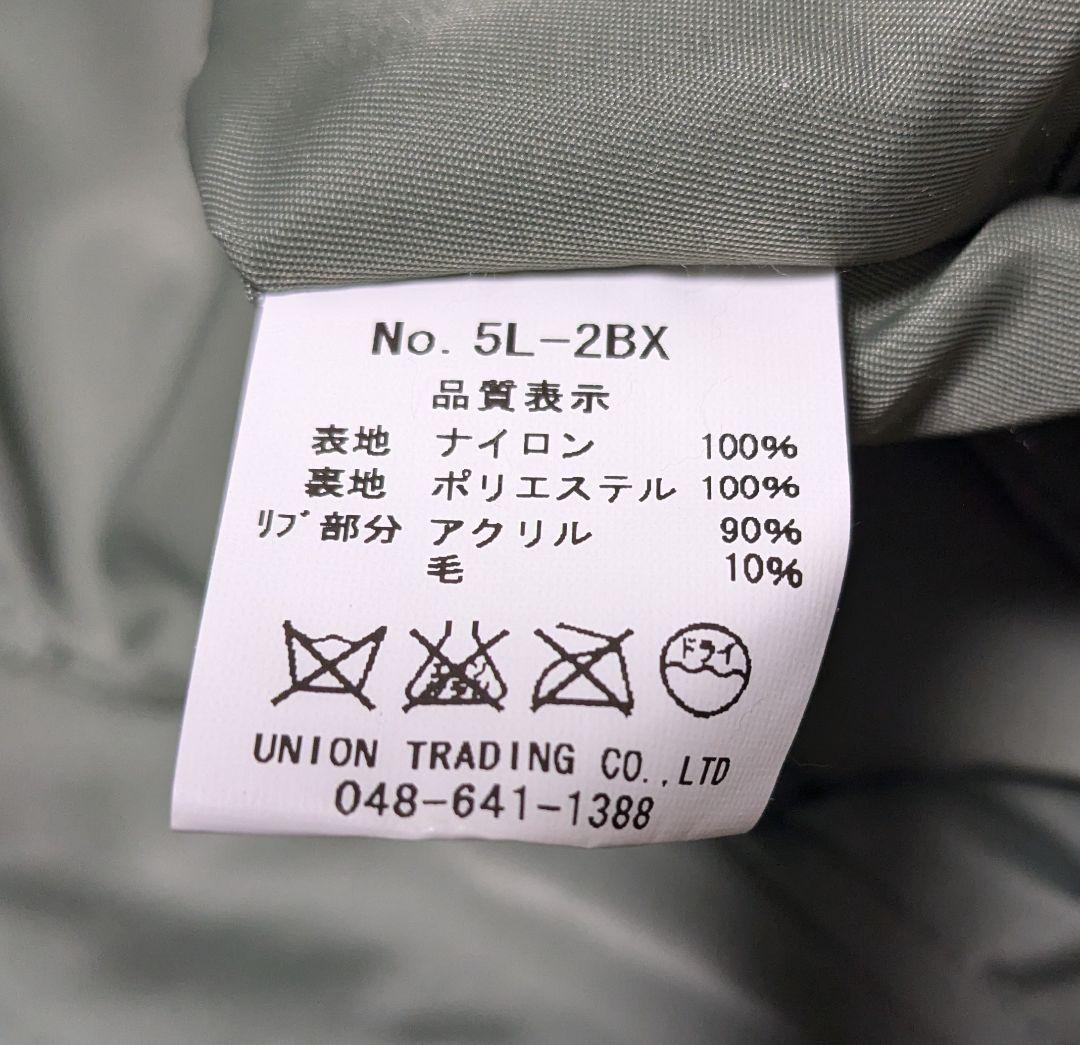 No. 5L-2BX
品質表示
表地 ナイロン 100%
裏地 ポリエステル 100%
ﾘﾌﾞ部分 アクリル 90%
毛 10%
ドライ
UNION TRADING CO.,LTD
048-641-1388